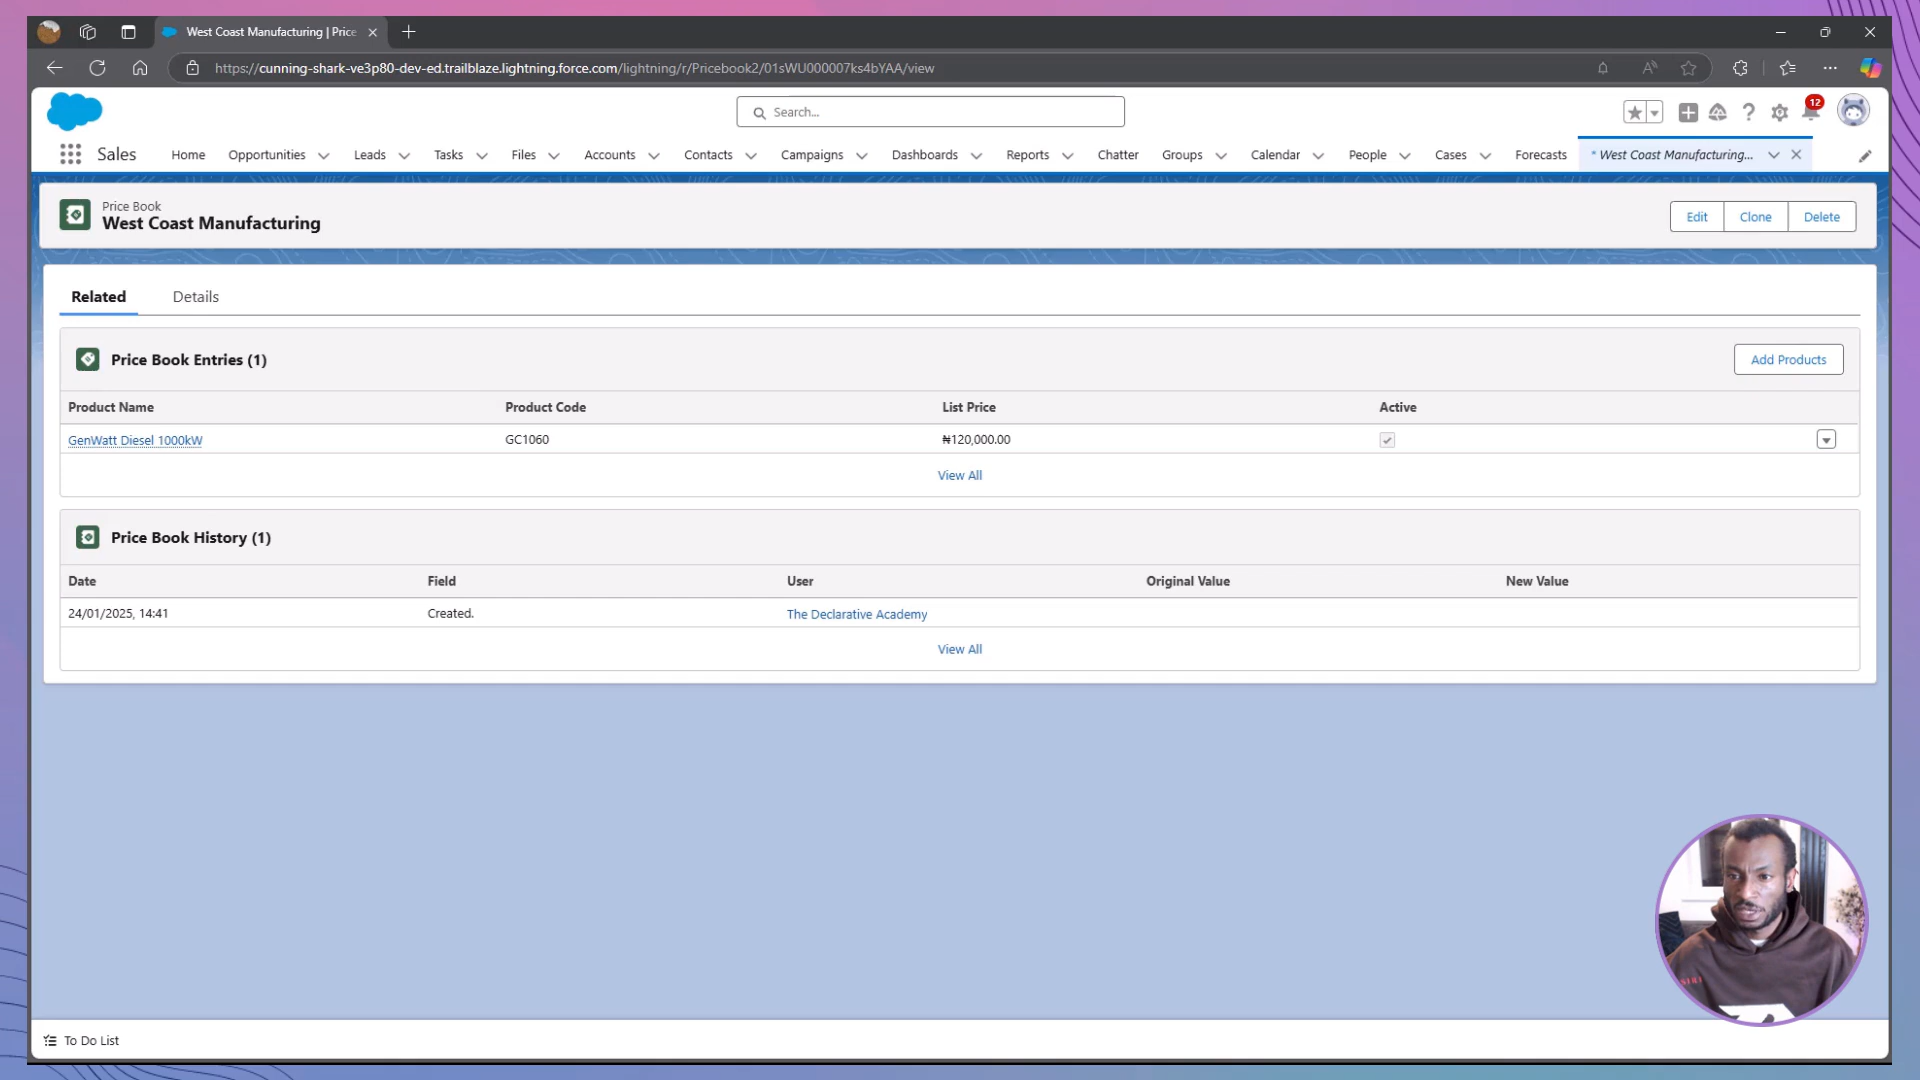 West Coast Manufacturing | Price
https://cunning-shark-ve3p80-dev-ed.trailblaze.lightning.force.com/lightning/r/Pricebook2/01sWU000007ks4bYAA/view
Search...
12
Sales Home Opportunities Leads Tasks Files Accounts Contacts Campaigns Dashboards Reports Chatter Groups Calendar People Cases Forecasts * West Coast Manufacturing...
Price Book
West Coast Manufacturing
Edit Clone Delete
Related Details
Price Book Entries (1)
Add Products
Product Name Product Code List Price Active
GenWatt Diesel 1000kW GC1060 ₦120,000.00
View All
Price Book History (1)
Date Field User Original Value New Value
24/01/2025, 14:41 Created. The Declarative Academy
View All
To Do List